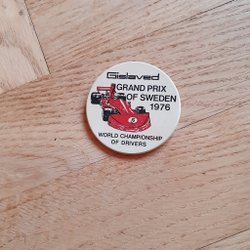 Gislaved
GRAND PRIX
OF SWEDEN
1976
WORLD CHAMPIONSHIP
OF DRIVERS